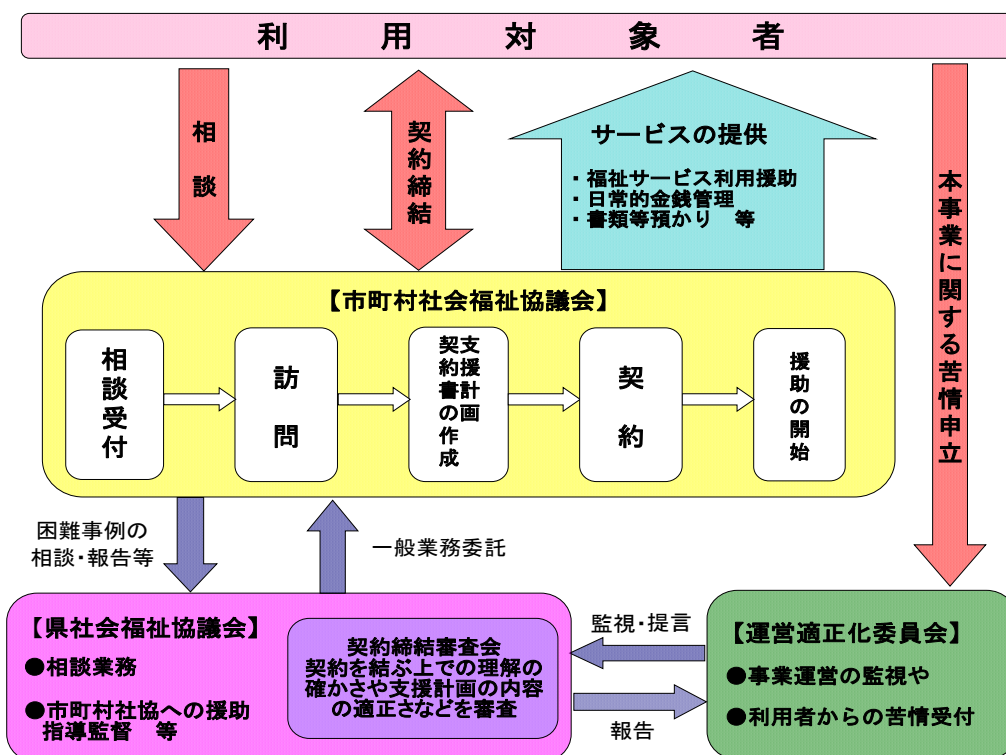 利用対象者
相談
契約締結
サービスの提供
・福祉サービス利用援助
・日常的金銭管理
・書類等預かり　等
本事業に関する苦情申立
【市町村社会福祉協議会】
相談受付
訪問
支援計画
契約書の作成
契約
援助の開始
困難事例の
相談・報告等
一般業務委託
【県社会福祉協議会】
●相談業務
●市町村社協への援助
指導監督　等
契約締結審査会
契約を結ぶ上での理解の
確かさや支援計画の内容
の適正さなどを審査
監視・提言
報告
【運営適正化委員会】
●事業運営の監視や
●利用者からの苦情受付